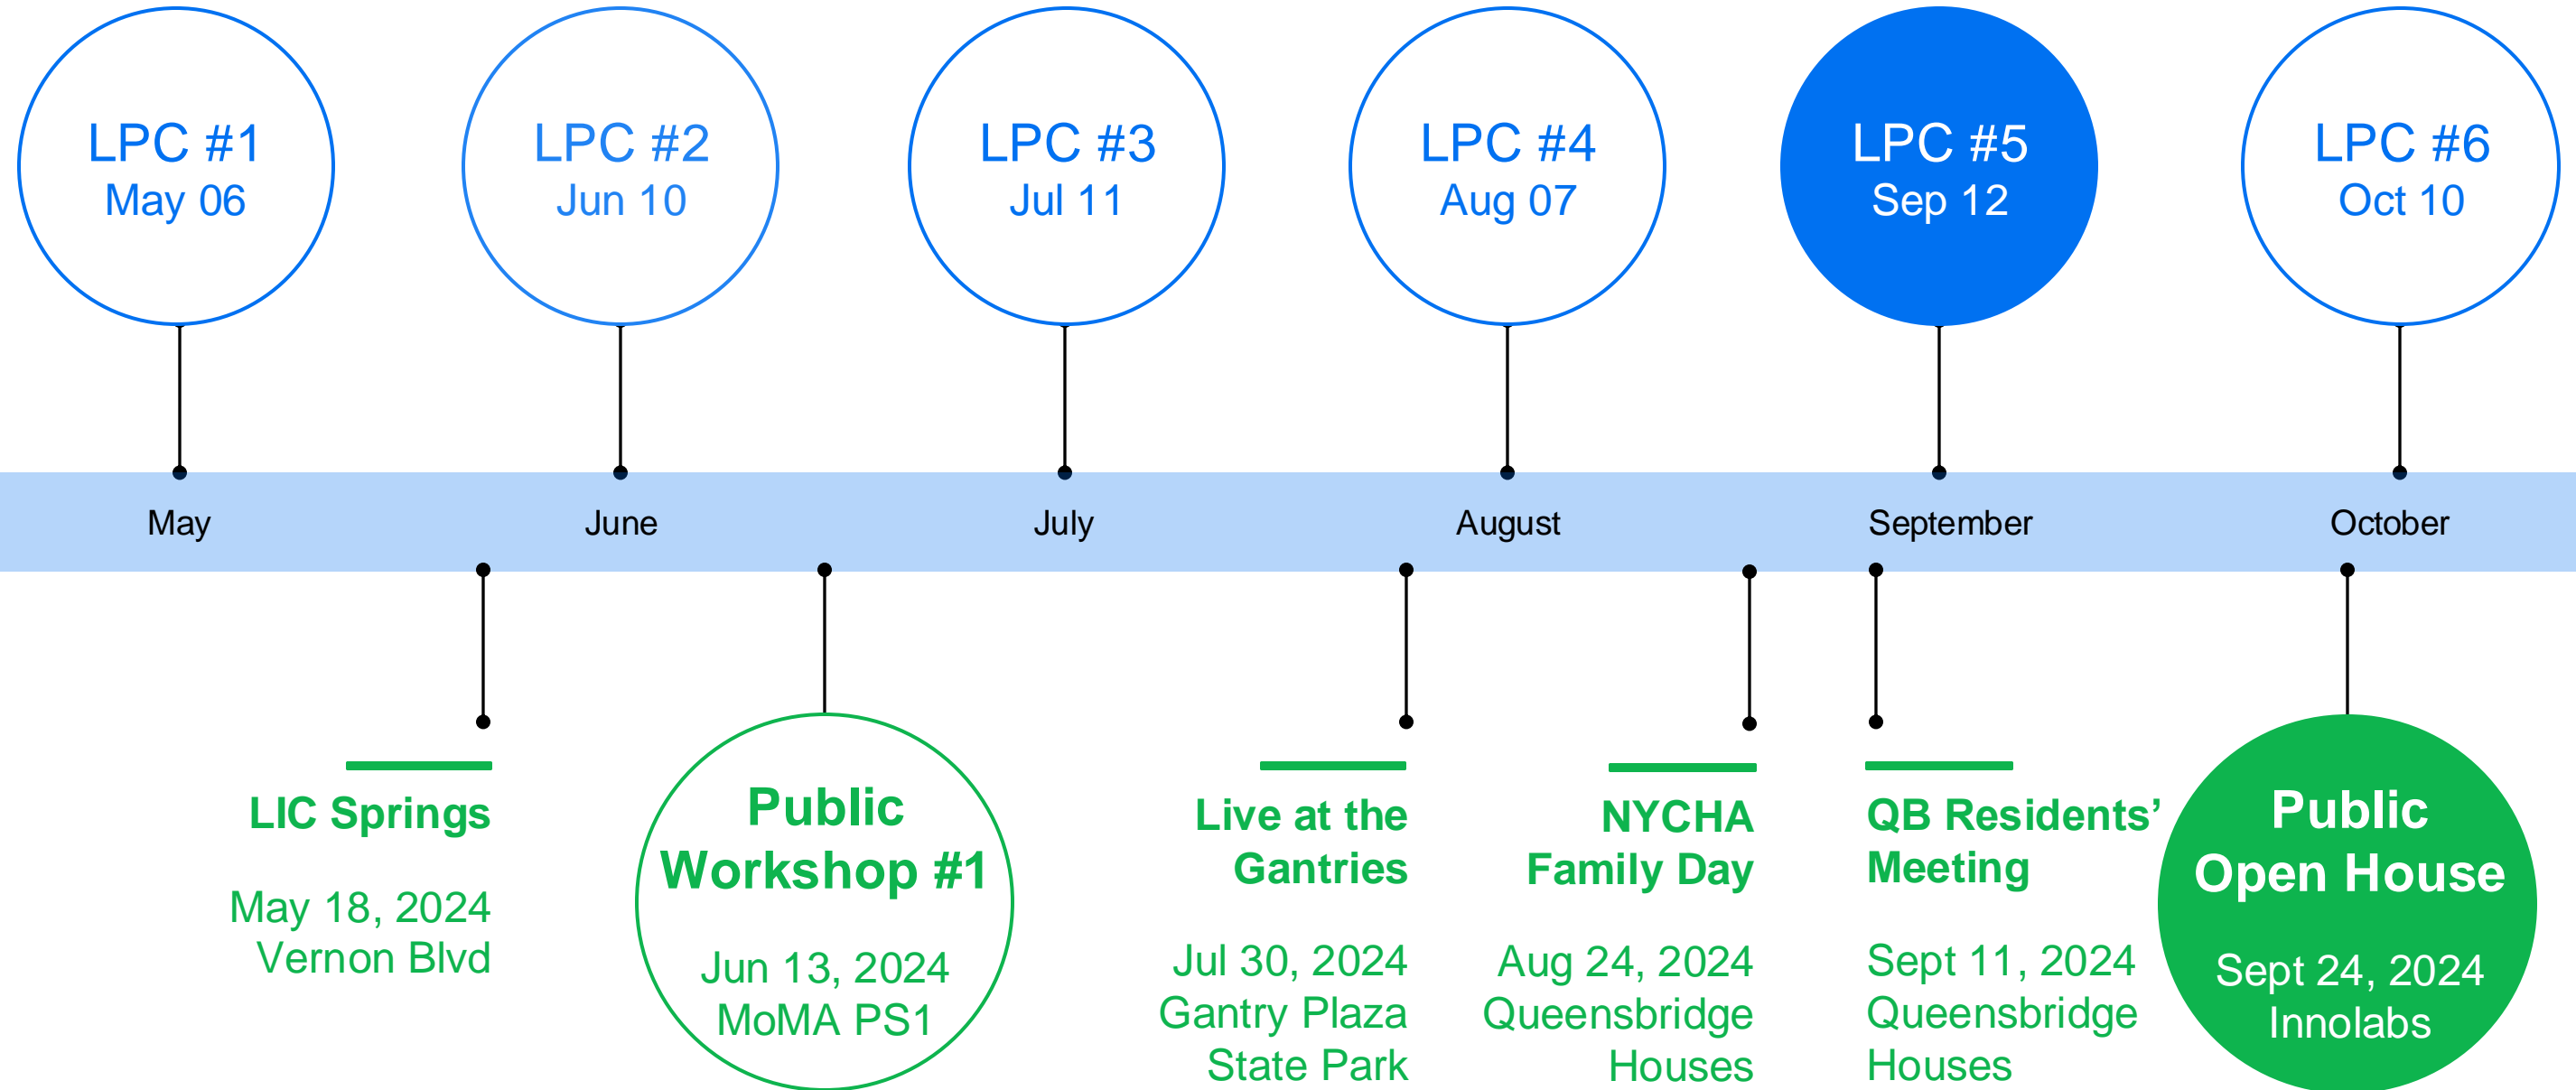 LPC #1
May 06
LPC #2
Jun 10
LPC #3
Jul 11
LPC #4
Aug 07
LPC #5
Sep 12
LPC #6
Oct 10
May
June
July
August
September
October
LIC Springs
May 18, 2024
Vernon Blvd
Public
Workshop #1
Jun 13, 2024
MoMA PS1
Live at the
Gantries
Jul 30, 2024
Gantry Plaza
State Park
NYCHA
Family Day
Aug 24, 2024
Queensbridge
Houses
QB Residents’
Meeting
Sept 11, 2024
Queensbridge
Houses
Public
Open House
Sept 24, 2024
Innolabs